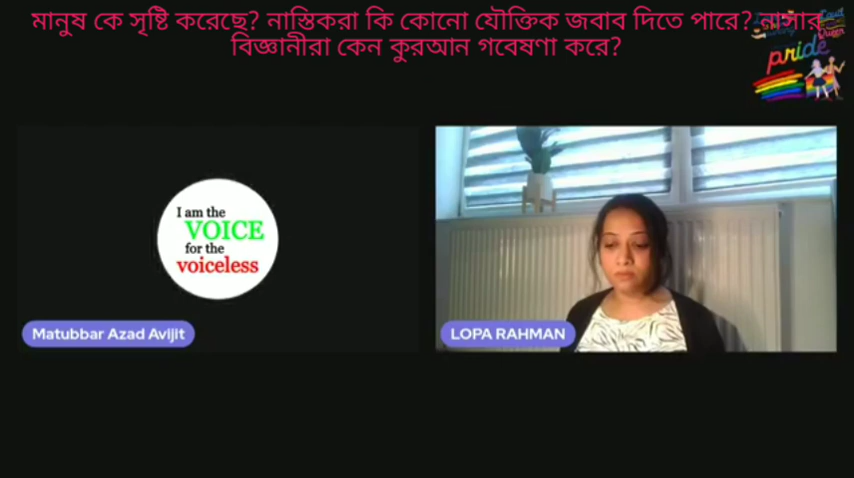 মানুষ কে সৃষ্টি করেছে? নাস্তিকরা কি কোনো যৌক্তিক জবাব দিতে পারে? নাসার
বিজ্ঞানীরা কেন কুরআন গবেষণা করে?
pride
I am the
VOICE
for the
voiceless
Matubbar Azad Avijit
LOPA RAHMAN